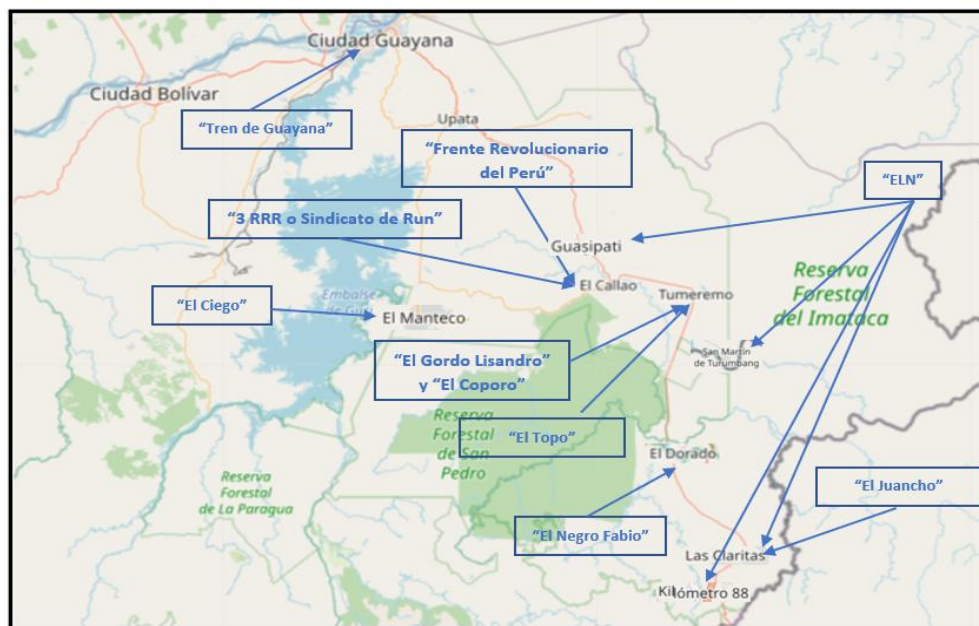 Ciudad Guayana
Ciudad Bolívar
“Tren de Guayana”
Upata
“Frente Revolucionario
del Perú”
“ELN”
“3 RRR o Sindicato de Run”
Guasipati
El Callao
Tumeremo
Reserva
Forestal
del Imataca
“El Ciego”
Embalse
de Guri
El Manteco
San Martín
de Turumbang
“El Gordo Lisandro”
y “El Coporo”
Reserva
Forestal
de San
Pedro
“El Topo”
El Dorado
Reserva
Forestal
de La Paragua
“El Juancho”
“El Negro Fabio”
Las Claritas
Kilómetro 88